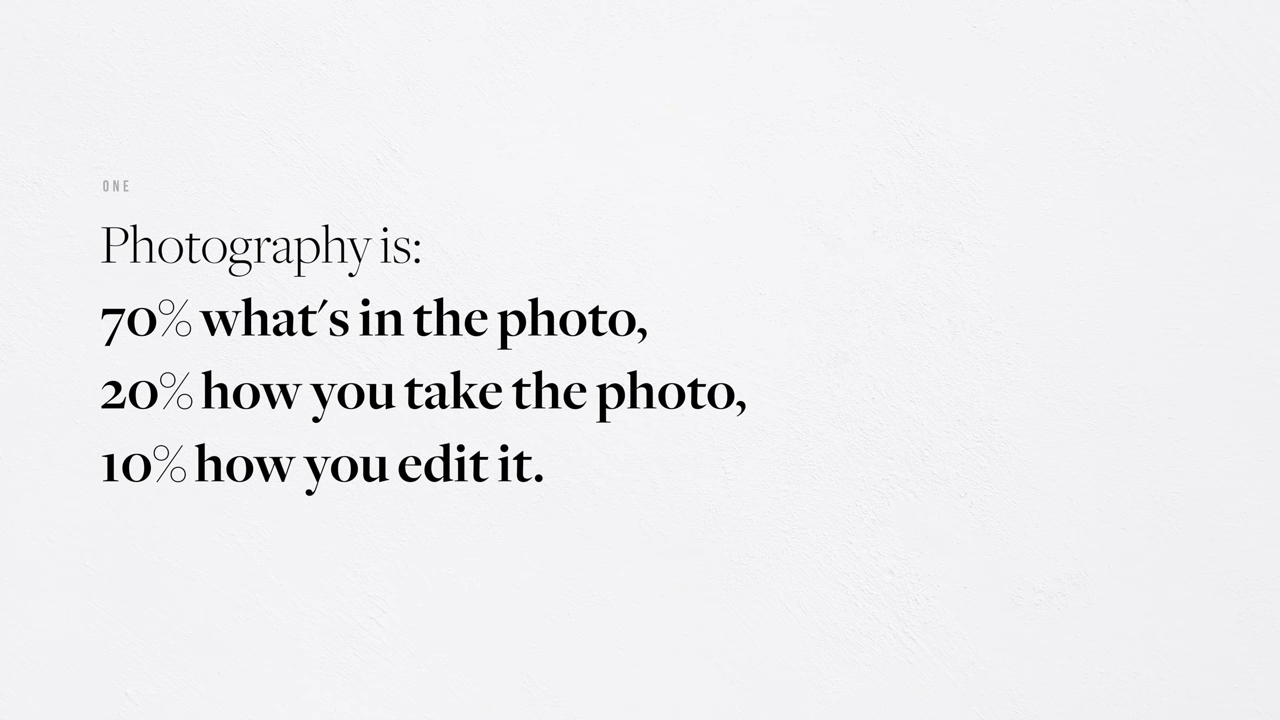 ONE
Photography is:
70% what's in the photo,
20% how you take the photo,
10% how you edit it.